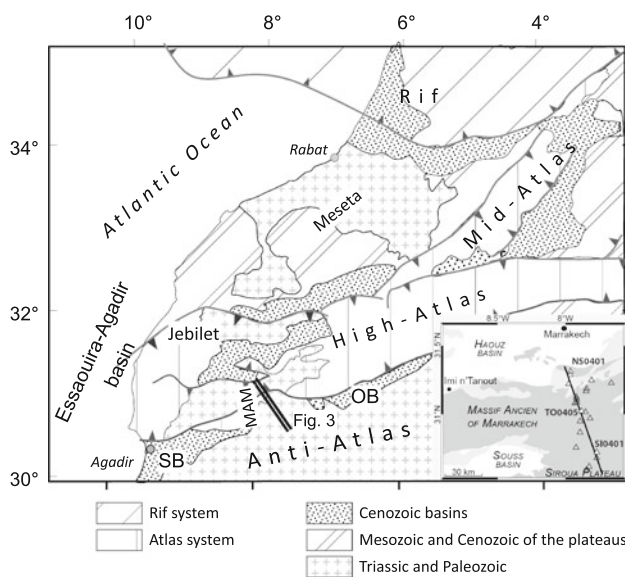 10° 8° 6° 4°
34°
32°
30°
Atlantic Ocean
Rif
Rabat
Meseta
Mid-Atlas
Essaouira-Agadir
basin
Jebilet
High-Atlas
MAM
Fig. 3
OB
Anti-Atlas
Agadir
SB
8.5°W 8°W
Marrakech
31.5°N
HAOUZ
BASIN
NS0401
Imi n'Tanout
31°N
MASSIF ANCIEN
OF MARRAKECH
TO0405
SI0401
SOUSS
BASIN
30 km
SIROUA PLATEAU
Rif system
Atlas system
Cenozoic basins
Mesozoic and Cenozoic of the plateaus
Triassic and Paleozoic